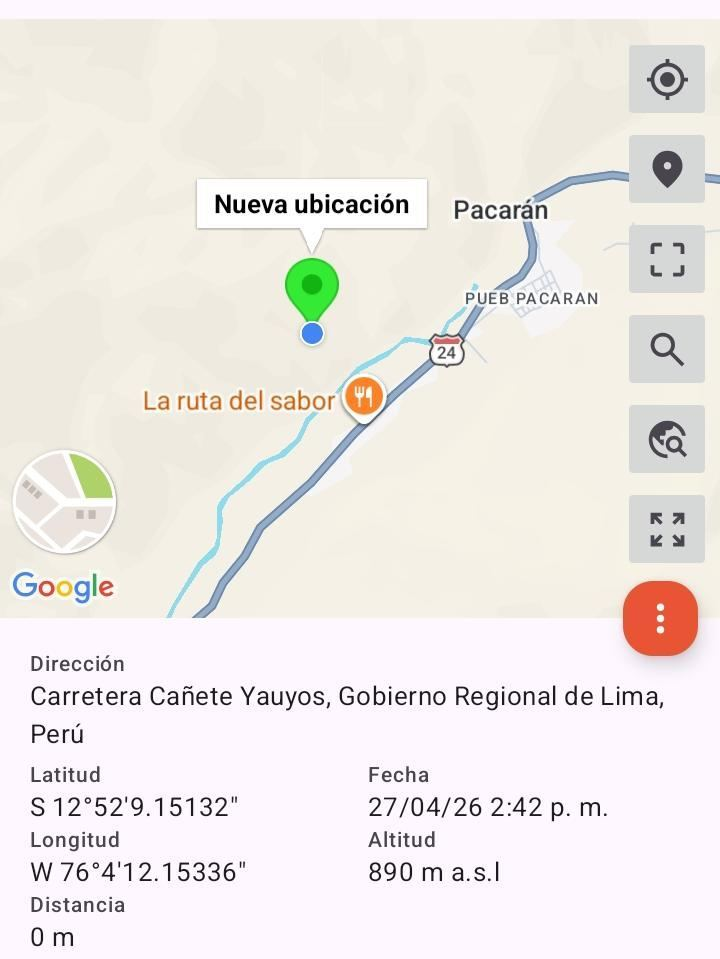 Nueva ubicación
Pacarán
PUEB PACARAN
24
La ruta del sabor
Google
Dirección
Carretera Cañete Yauyos, Gobierno Regional de Lima,
Perú
Latitud
S 12°52'9.15132"
Fecha
27/04/26 2:42 p. m.
Longitud
W 76°4'12.15336"
Altitud
890 m a.s.l
Distancia
0 m